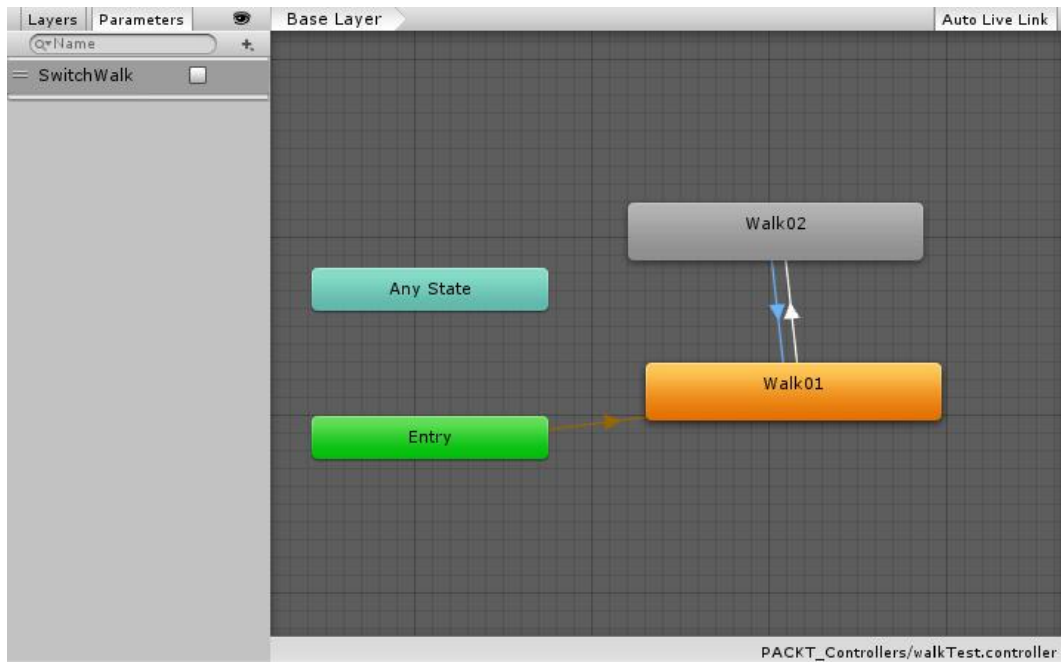 Layers Parameters
Base Layer
Auto Live Link
Name
SwitchWalk
Walk02
Any State
Walk01
Entry
PACKT_Controllers/walkTest.controller